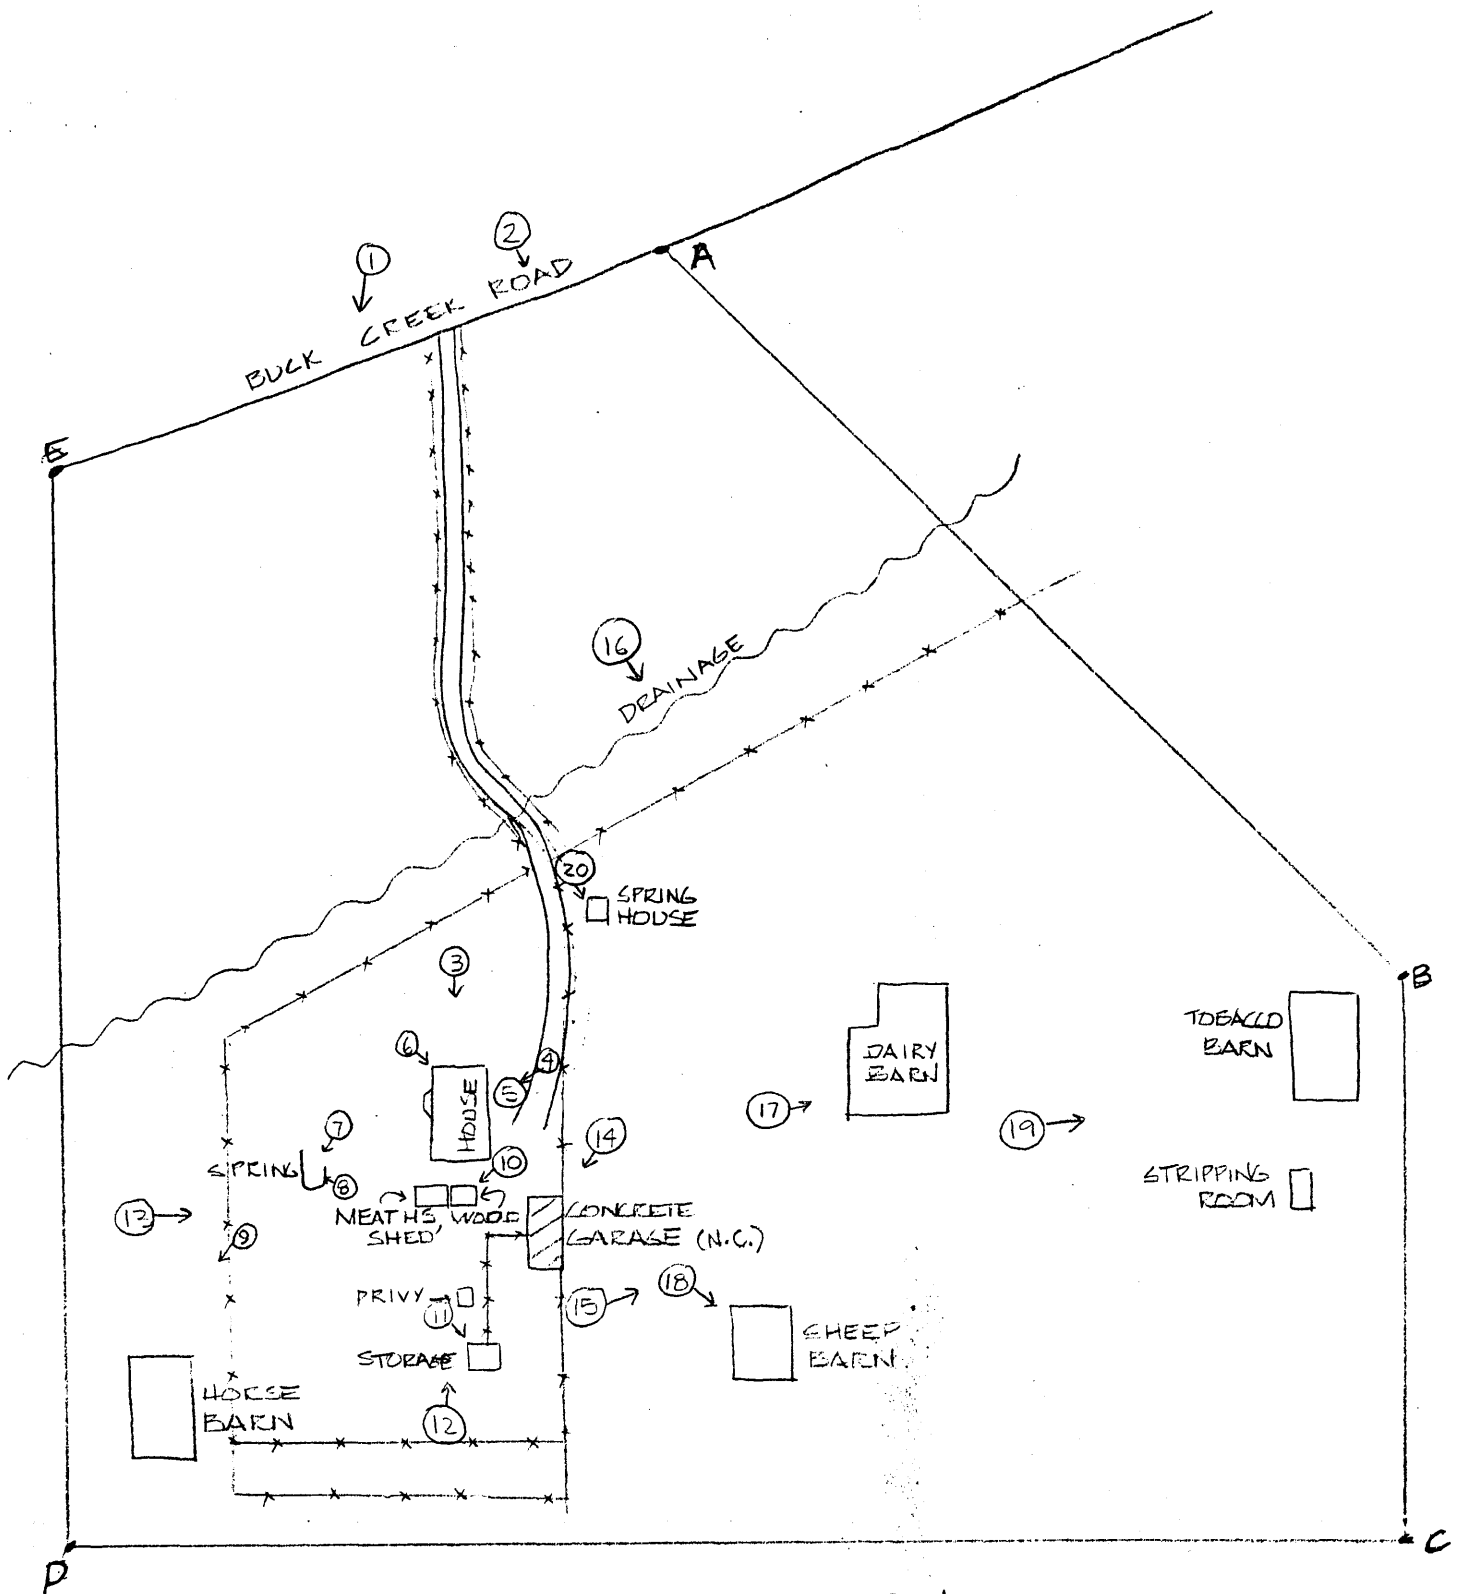 2
1
A
BUCK CREEK ROAD
E
16
DRAINAGE
20
SPRING
HOUSE
3
B
TOBACCO
BARN
6
4
5
HOUSE
DAIRY
BARN
17
19
7
14
SPRING
8
10
STRIPPING
ROOM
13
MEATHS, WOOD
SHED
CONCRETE
GARAGE (N.C.)
9
PRIVY
11
15
18
STORAGE
SHEEP
BARN
HORSE
BARN
12
D
C